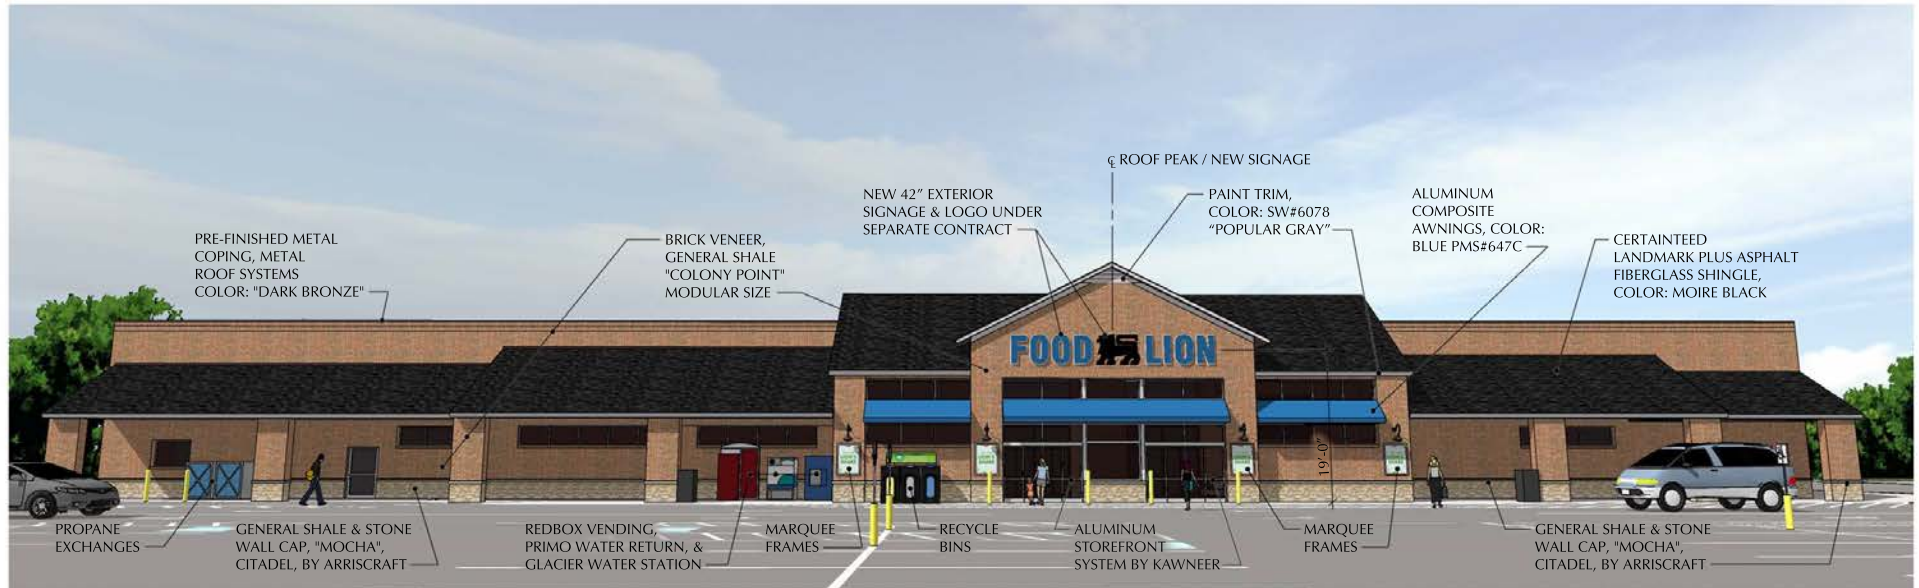 ℄ ROOF PEAK / NEW SIGNAGE
NEW 42” EXTERIOR
SIGNAGE & LOGO UNDER
SEPARATE CONTRACT
PAINT TRIM,
COLOR: SW#6078
“POPULAR GRAY”
ALUMINUM
COMPOSITE
AWNINGS, COLOR:
BLUE PMS#647C
PRE-FINISHED METAL
COPING, METAL
ROOF SYSTEMS
COLOR: "DARK BRONZE"
BRICK VENEER,
GENERAL SHALE
"COLONY POINT"
MODULAR SIZE
CERTAINTEED
LANDMARK PLUS ASPHALT
FIBERGLASS SHINGLE,
COLOR: MOIRE BLACK
FOOD LION
19'-0"
PROPANE
EXCHANGES
GENERAL SHALE & STONE
WALL CAP, "MOCHA",
CITADEL, BY ARRISCRAFT
REDBOX VENDING,
PRIMO WATER RETURN, &
GLACIER WATER STATION
MARQUEE
FRAMES
RECYCLE
BINS
ALUMINUM
STOREFRONT
SYSTEM BY KAWNEER
MARQUEE
FRAMES
GENERAL SHALE & STONE
WALL CAP, "MOCHA",
CITADEL, BY ARRISCRAFT